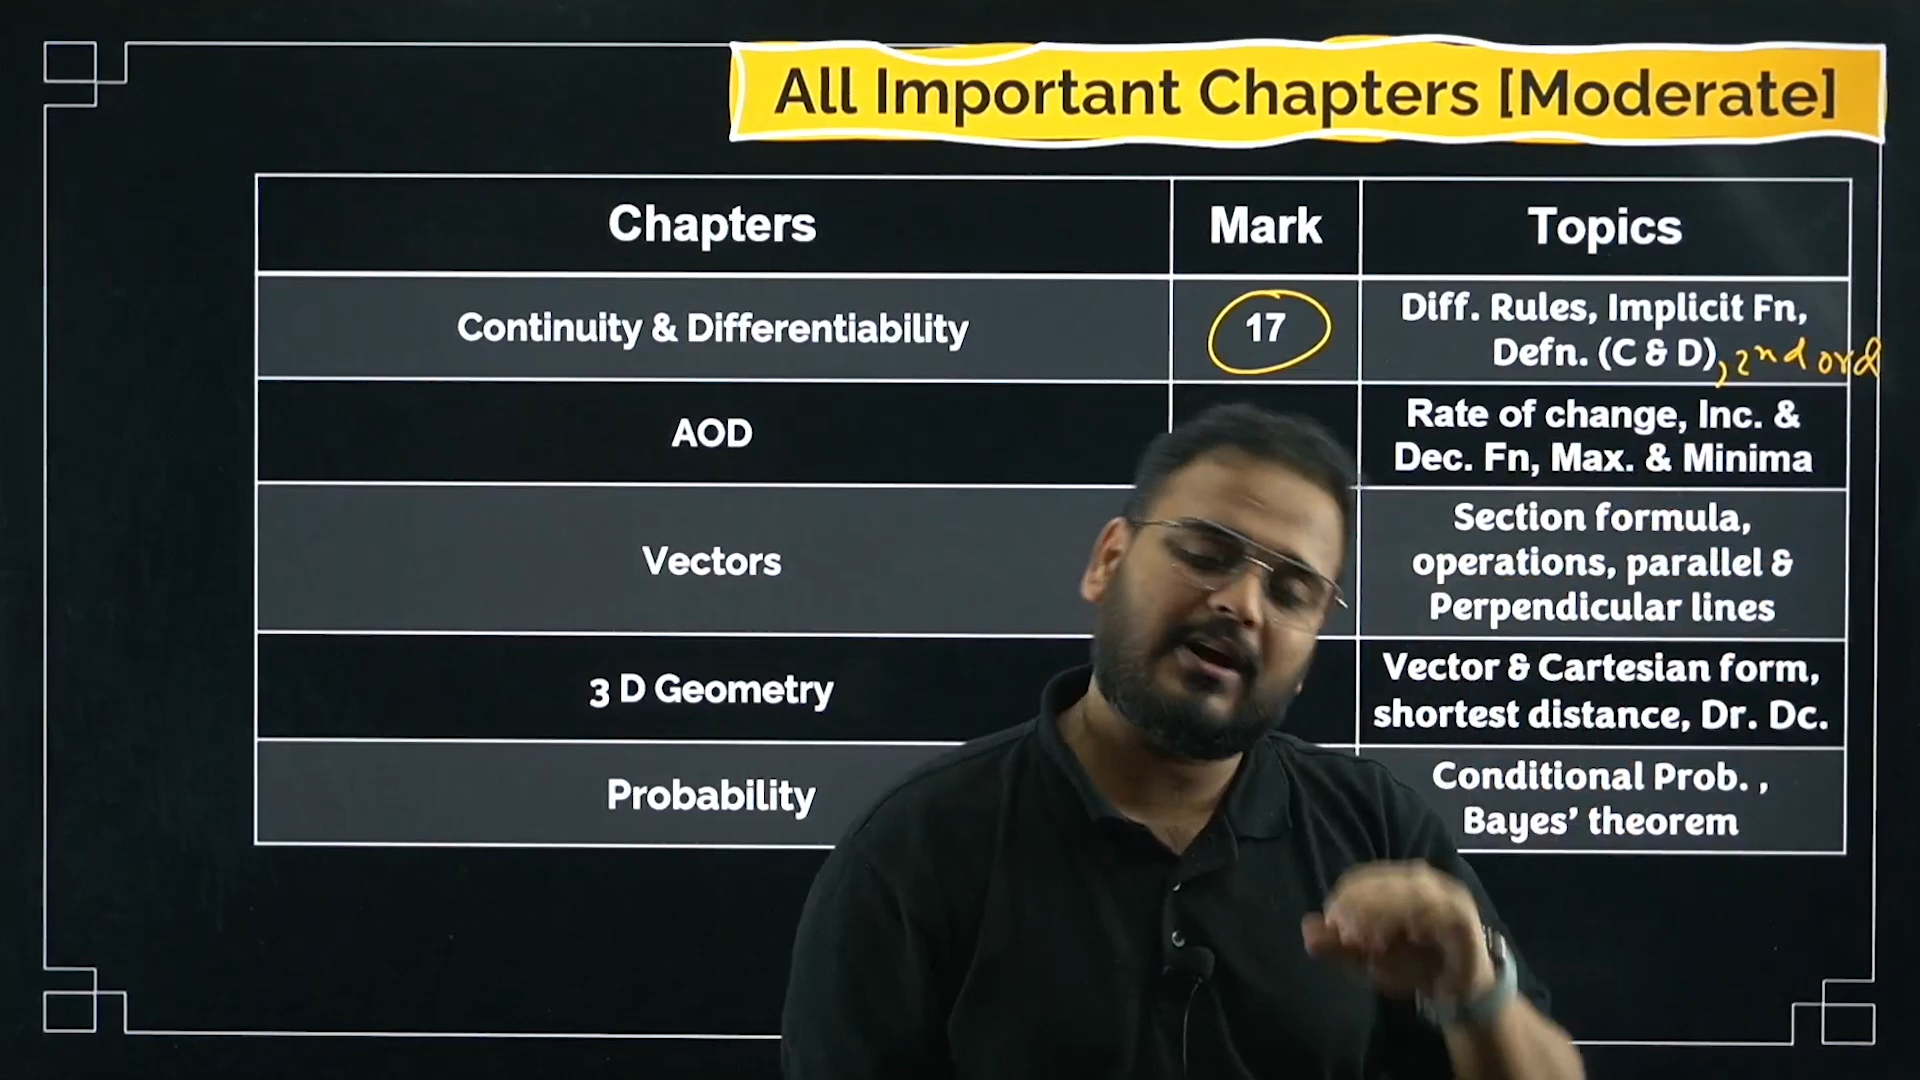 All Important Chapters [Moderate]
Chapters Mark Topics
Continuity & Differentiability 17 Diff. Rules, Implicit Fn,
Defn. (C & D), 2nd ord
AOD Rate of change, Inc. &
Dec. Fn, Max. & Minima
Vectors Section formula,
operations, parallel &
Perpendicular lines
3 D Geometry Vector & Cartesian form,
shortest distance, Dr. Dc.
Probability Conditional Prob. ,
Bayes' theorem